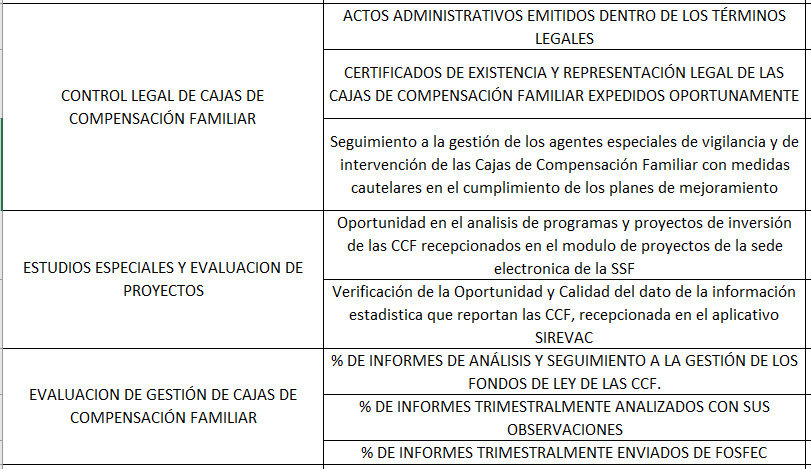 CONTROL LEGAL DE CAJAS DE
COMPENSACIÓN FAMILIAR
ACTOS ADMINISTRATIVOS EMITIDOS DENTRO DE LOS TÉRMINOS
LEGALES
CERTIFICADOS DE EXISTENCIA Y REPRESENTACIÓN LEGAL DE LAS
CAJAS DE COMPENSACIÓN FAMILIAR EXPEDIDOS OPORTUNAMENTE
Seguimiento a la gestión de los agentes especiales de vigilancia y de
intervención de las Cajas de Compensación Familiar con medidas
cautelares en el cumplimiento de los planes de mejoramiento
ESTUDIOS ESPECIALES Y EVALUACION DE
PROYECTOS
Oportunidad en el analisis de programas y proyectos de inversión
de las CCF recepcionados en el modulo de proyectos de la sede
electronica de la SSF
Verificación de la Oportunidad y Calidad del dato de la información
estadistica que reportan las CCF, recepcionada en el aplicativo
SIREVAC
EVALUACION DE GESTIÓN DE CAJAS DE
COMPENSACIÓN FAMILIAR
% DE INFORMES DE ANÁLISIS Y SEGUIMIENTO A LA GESTIÓN DE LOS
FONDOS DE LEY DE LAS CCF.
% DE INFORMES TRIMESTRALMENTE ANALIZADOS CON SUS
OBSERVACIONES
% DE INFORMES TRIMESTRALMENTE ENVIADOS DE FOSFEC